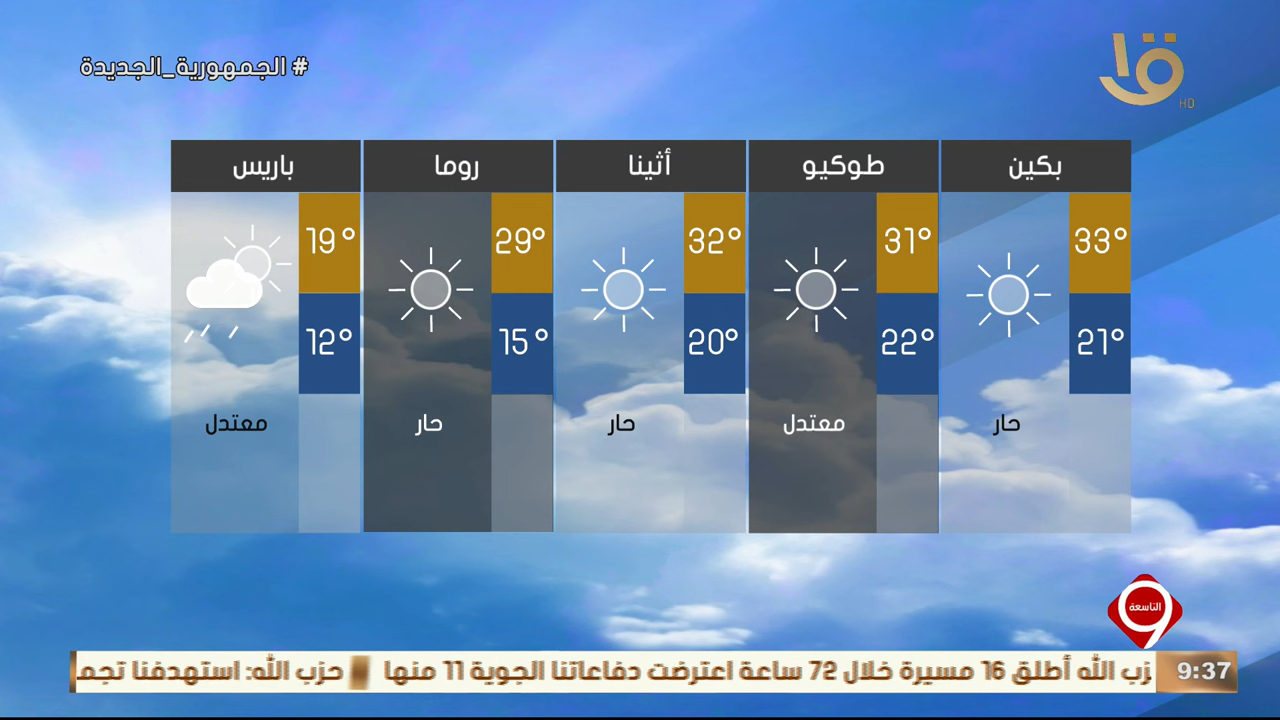 # الجمهورية_الجديدة
HD
بكين
33°
21°
حار
طوكيو
31°
22°
معتدل
أثينا
32°
20°
حار
روما
29°
15°
حار
باريس
19°
12°
معتدل
التاسعة
9
9:37
الله أطلق 16 مسيرة خلال 72 ساعة اعترضت دفاعاتنا الجوية 11 منها
حزب الله: استهدفنا